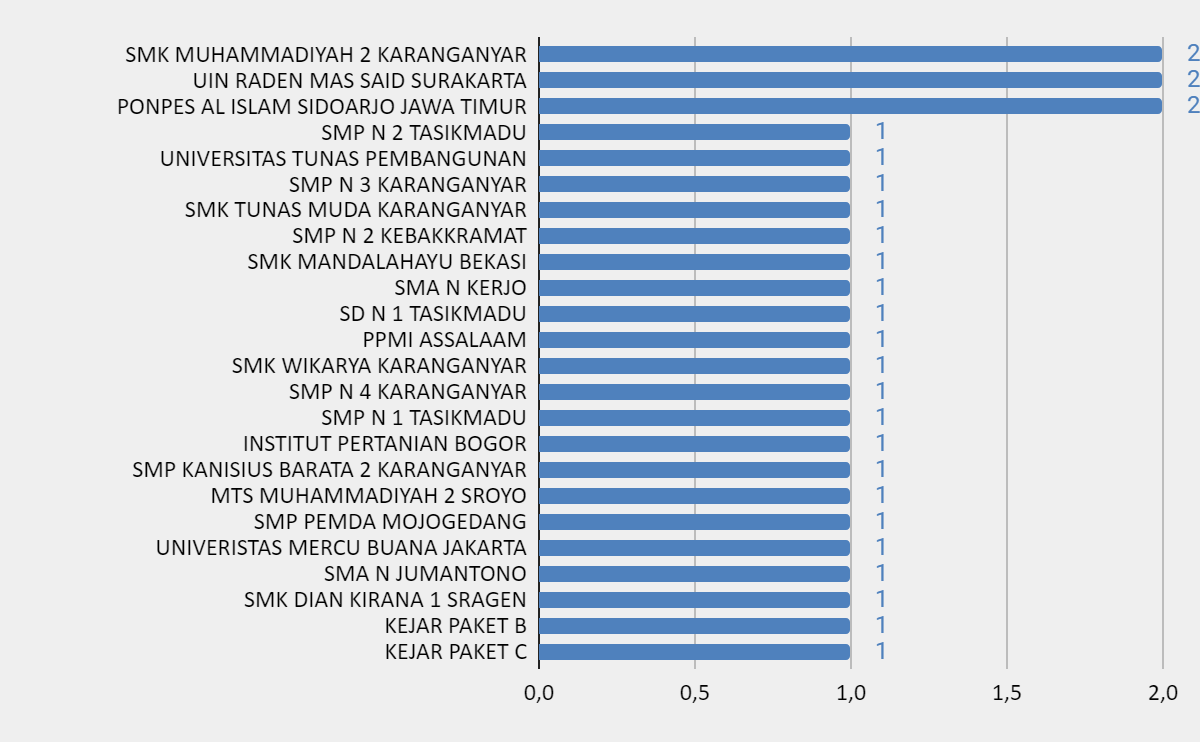 SMK MUHAMMADIYAH 2 KARANGANYAR 2
UIN RADEN MAS SAID SURAKARTA 2
PONPES AL ISLAM SIDOARJO JAWA TIMUR 2
SMP N 2 TASIKMADU 1
UNIVERSITAS TUNAS PEMBANGUNAN 1
SMP N 3 KARANGANYAR 1
SMK TUNAS MUDA KARANGANYAR 1
SMP N 2 KEBAKKRAMAT 1
SMK MANDALAHAYU BEKASI 1
SMA N KERJO 1
SD N 1 TASIKMADU 1
PPMI ASSALAAM 1
SMK WIKARYA KARANGANYAR 1
SMP N 4 KARANGANYAR 1
SMP N 1 TASIKMADU 1
INSTITUT PERTANIAN BOGOR 1
SMP KANISIUS BARATA 2 KARANGANYAR 1
MTS MUHAMMADIYAH 2 SROYO 1
SMP PEMDA MOJOGEDANG 1
UNIVERISTAS MERCU BUANA JAKARTA 1
SMA N JUMANTONO 1
SMK DIAN KIRANA 1 SRAGEN 1
KEJAR PAKET B 1
KEJAR PAKET C 1
0,0 0,5 1,0 1,5 2,0